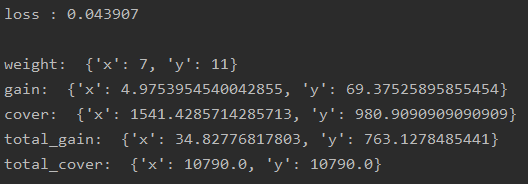 loss : 0.043907
weight:  {'x': 7, 'y': 11}
gain:  {'x': 4.9753954540042855, 'y': 69.37525895855454}
cover:  {'x': 1541.4285714285713, 'y': 980.9090909090909}
total_gain:  {'x': 34.82776817803, 'y': 763.1278485441}
total_cover:  {'x': 10790.0, 'y': 10790.0}